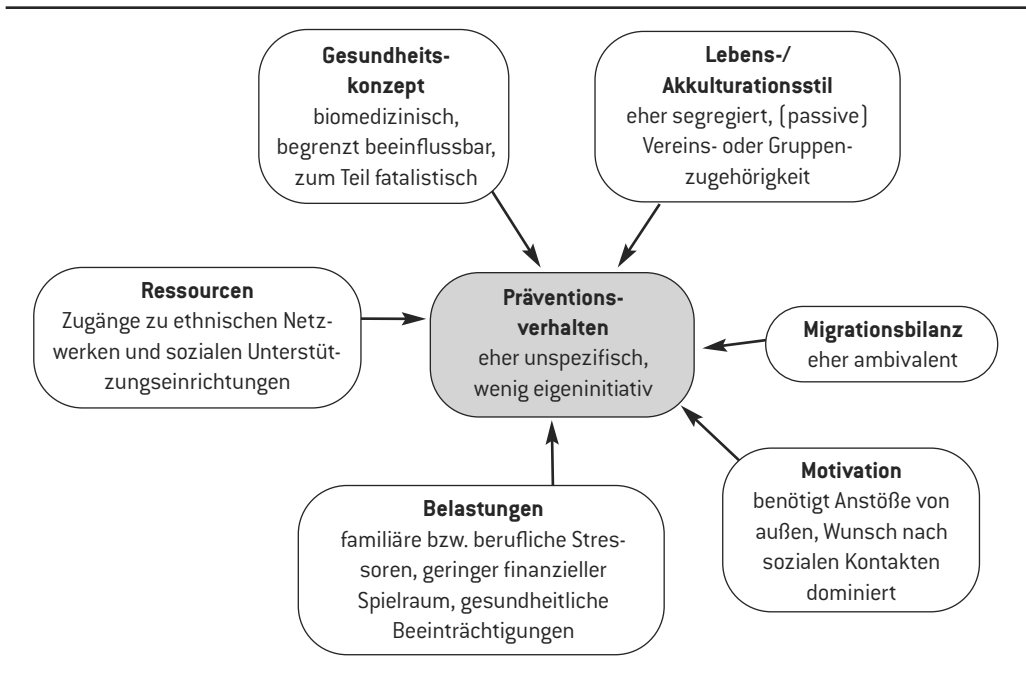 Gesundheits-
konzept
biomedizinisch,
begrenzt beeinflussbar,
zum Teil fatalistisch
Lebens-/
Akkulturationsstil
eher segregiert, (passive)
Vereins- oder Gruppen-
zugehörigkeit
Ressourcen
Zugänge zu ethnischen Netz-
werken und sozialen Unterstüt-
zungseinrichtungen
Präventions-
verhalten
eher unspezifisch,
wenig eigeninitiativ
Migrationsbilanz
eher ambivalent
Belastungen
familiäre bzw. berufliche Stres-
soren, geringer finanzieller
Spielraum, gesundheitliche
Beeinträchtigungen
Motivation
benötigt Anstöße von
außen, Wunsch nach
sozialen Kontakten
dominiert